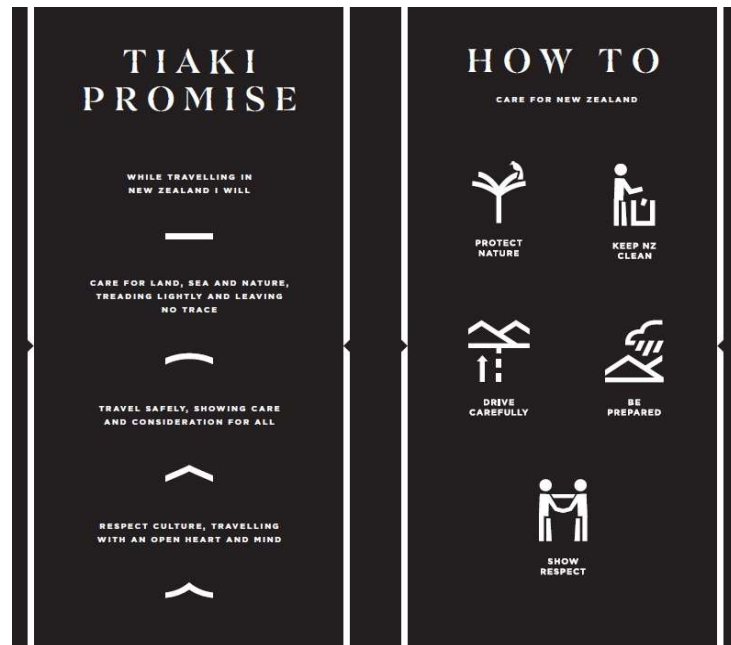 TIAKI
PROMISE
WHILE TRAVELLING IN
NEW ZEALAND I WILL
CARE FOR LAND, SEA AND NATURE,
TREADING LIGHTLY AND LEAVING
NO TRACE
TRAVEL SAFELY, SHOWING CARE
AND CONSIDERATION FOR ALL
RESPECT CULTURE, TRAVELLING
WITH AN OPEN HEART AND MIND
HOW TO
CARE FOR NEW ZEALAND
PROTECT
NATURE
KEEP NZ
CLEAN
DRIVE
CAREFULLY
BE
PREPARED
SHOW
RESPECT